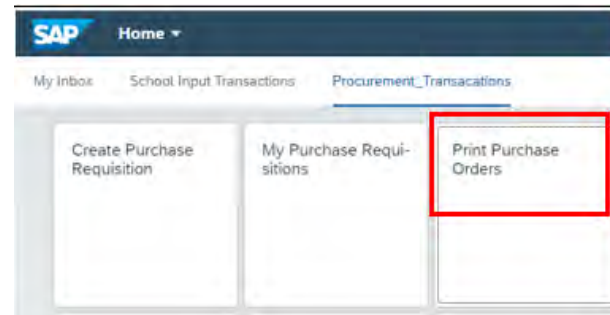 SAP Home
My Inbox School Input Transactions Procurement_Transacations
Create Purchase
Requisition
My Purchase Requi-
sitions
Print Purchase
Orders